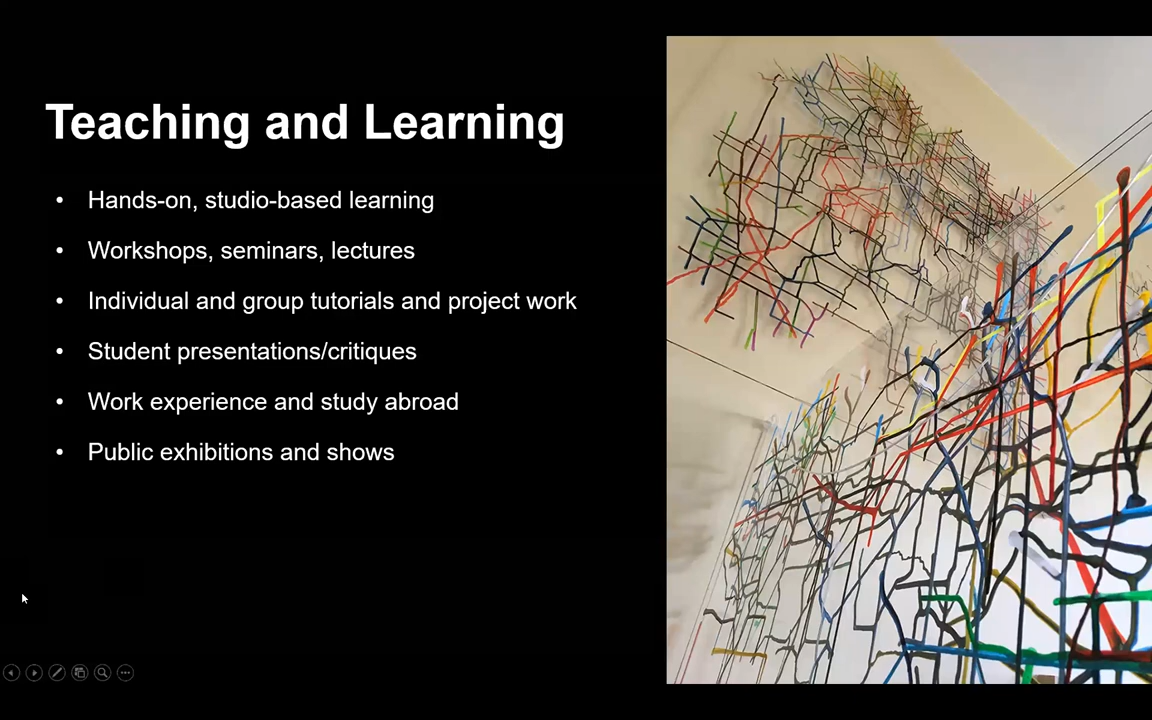 Teaching and Learning
• Hands-on, studio-based learning
• Workshops, seminars, lectures
• Individual and group tutorials and project work
• Student presentations/critiques
• Work experience and study abroad
• Public exhibitions and shows